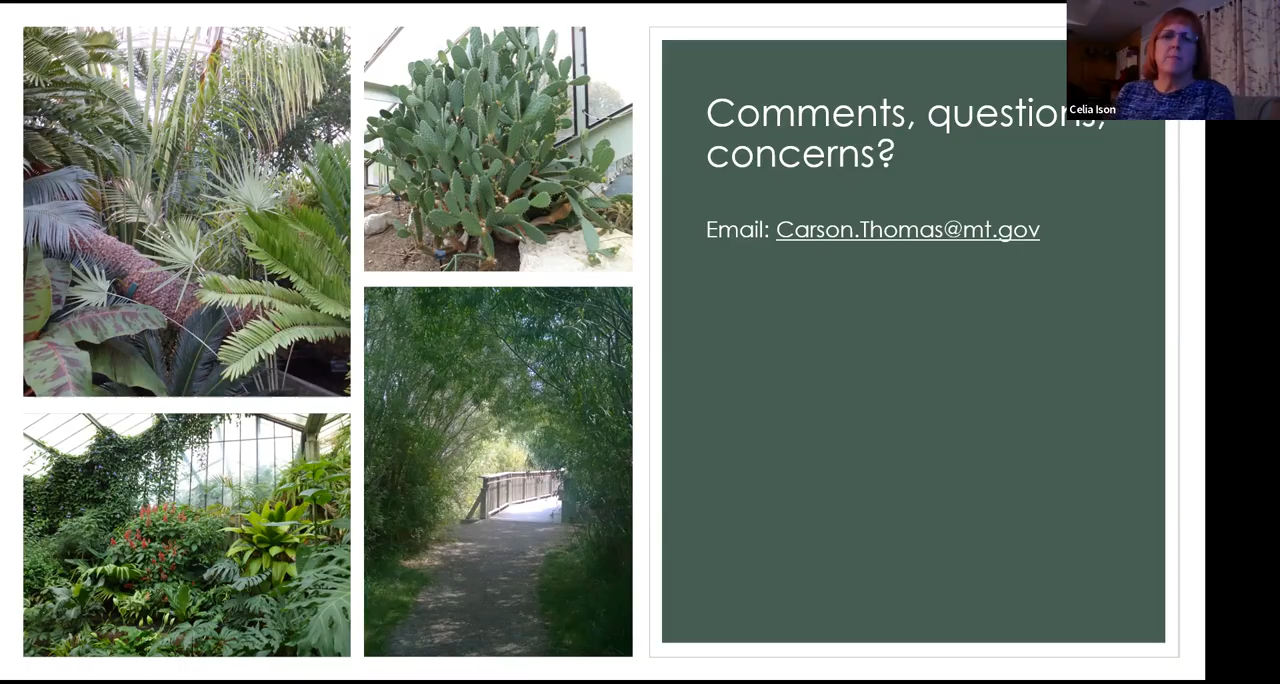 Comments, questions,
concerns?
Email: Carson.Thomas@mt.gov
Celia Ison